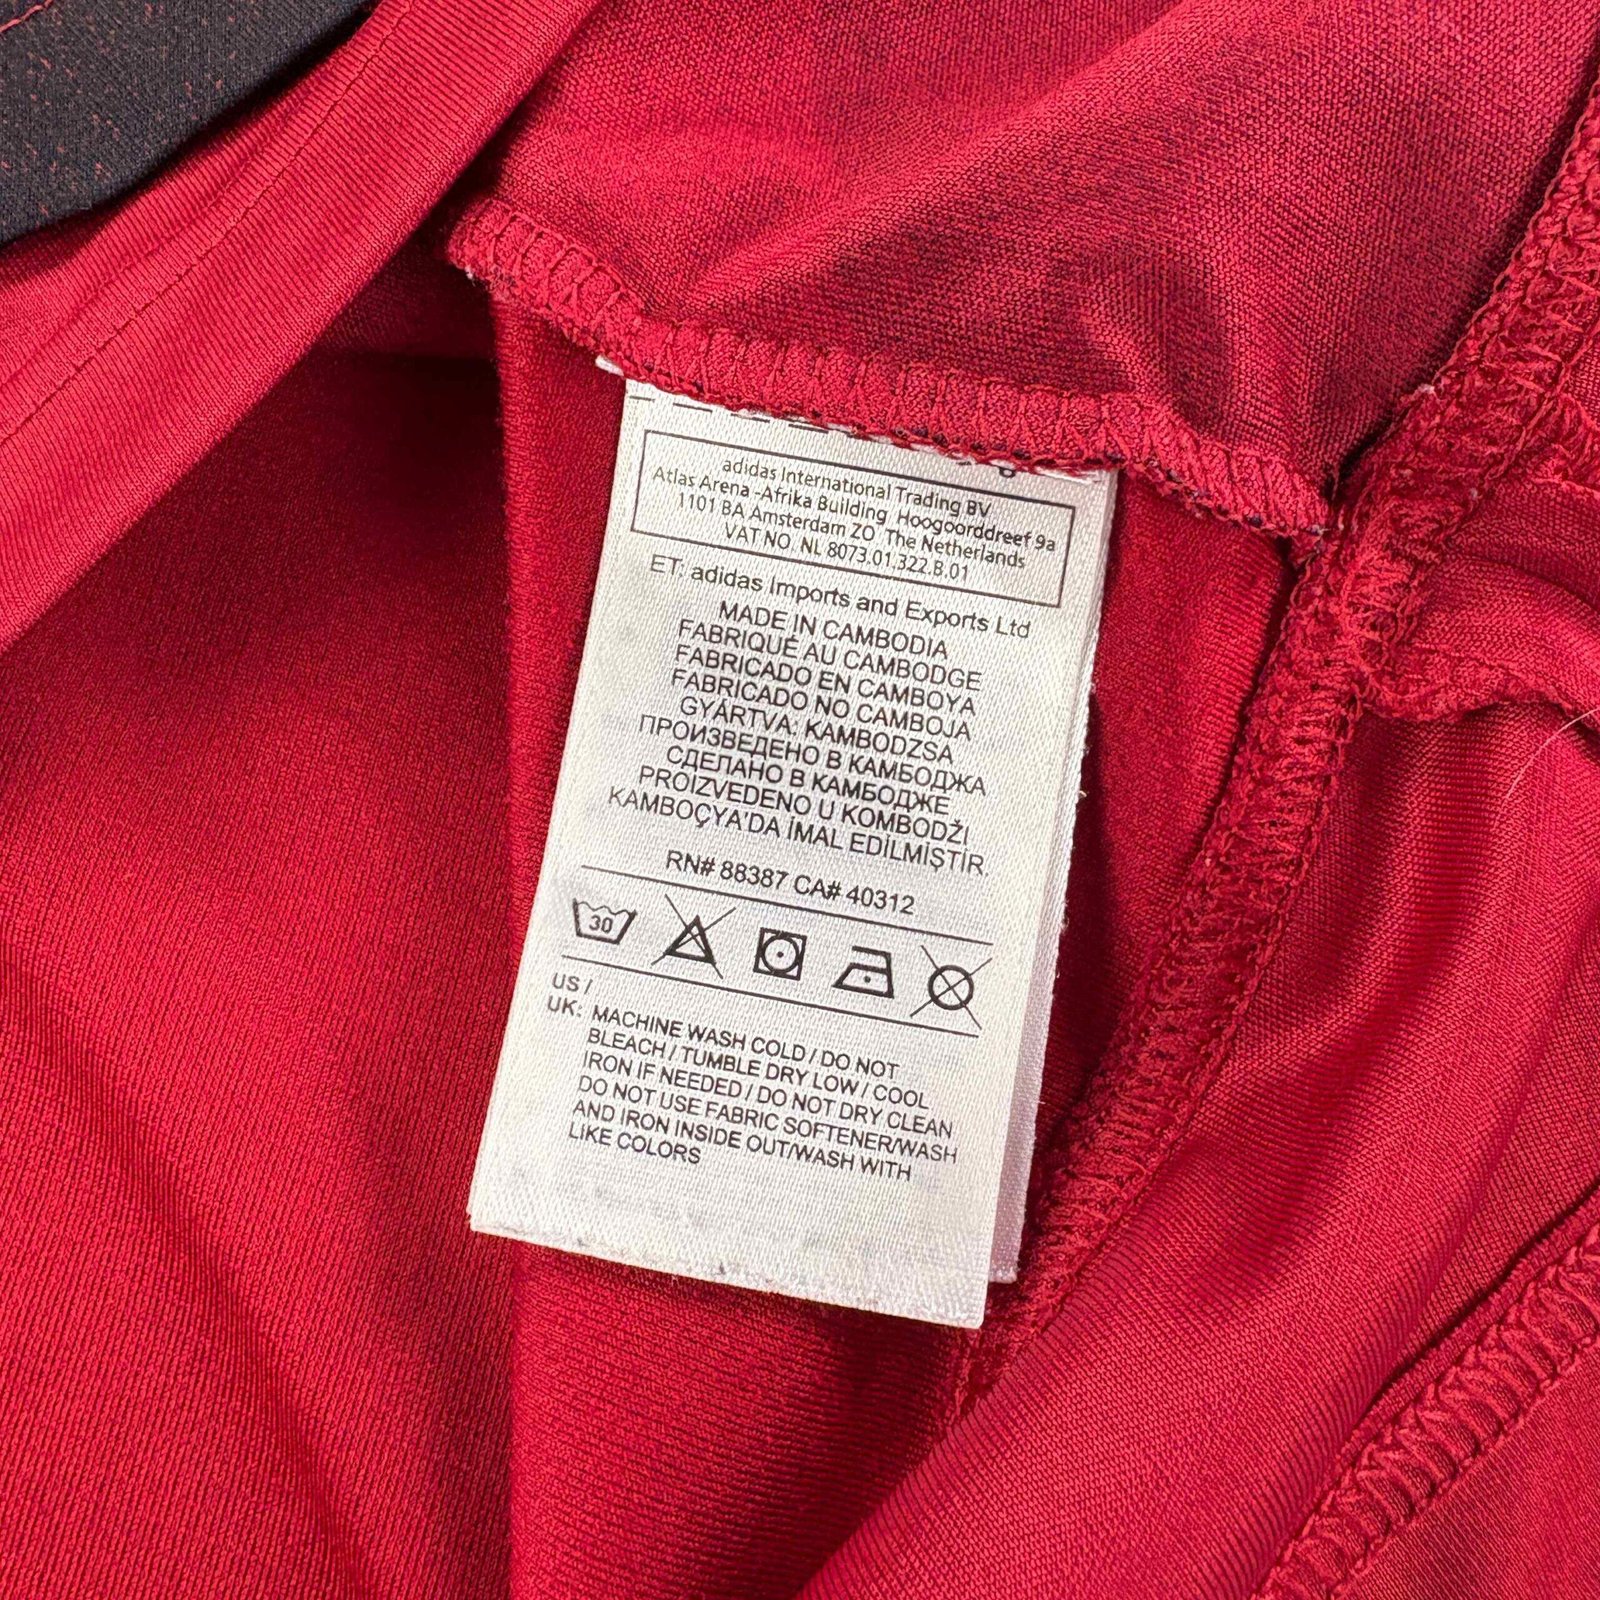 adidas International Trading BV
Atlas Arena -Afrika Building Hoogoorddreef 9a
1101 BA Amsterdam ZO The Netherlands
VAT NO. NL 8073.01.322.B.01
ET: adidas Imports and Exports Ltd
MADE IN CAMBODIA
FABRIQUÉ AU CAMBODGE
FABRICADO EN CAMBOYA
FABRICADO NO CAMBOJA
GYÁRTVA: KAMBODZSA
ПРОИЗВЕДЕНО В КАМБОДЖА
СДЕЛАНО В КАМБОДЖЕ
PROIZVEDENO U KOMBODŽI
KAMBOÇYA'DA İMAL EDİLMİŞTİR.
RN# 88387 CA# 40312
30
US /
UK: MACHINE WASH COLD / DO NOT
BLEACH / TUMBLE DRY LOW / COOL
IRON IF NEEDED / DO NOT DRY CLEAN
DO NOT USE FABRIC SOFTENER/WASH
AND IRON INSIDE OUT/WASH WITH
LIKE COLORS